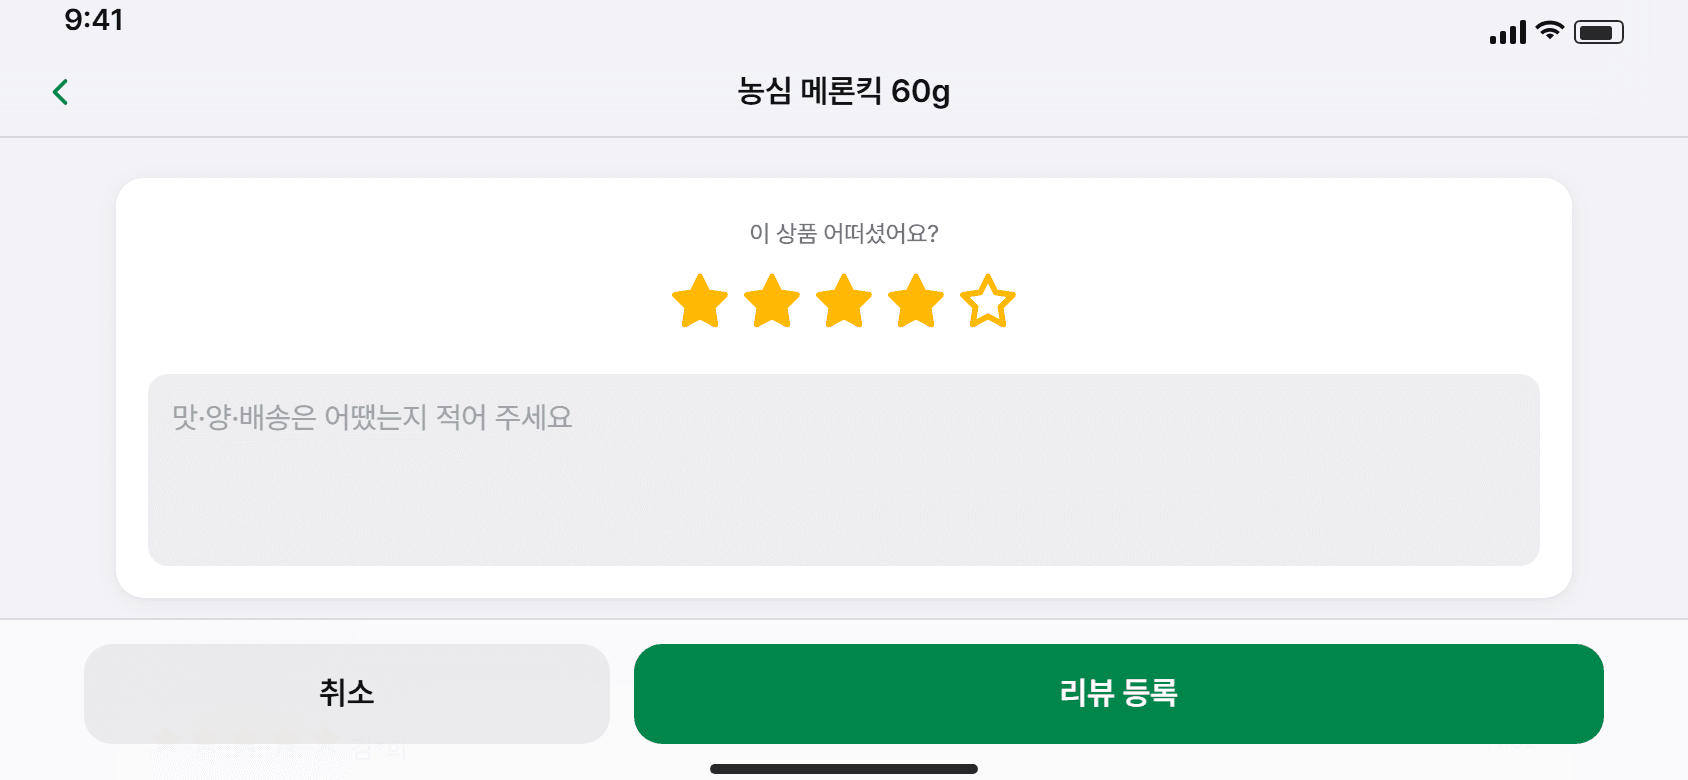 9:41
농심 메론킥 60g
이 상품 어떠셨어요?
맛·양·배송은 어땠는지 적어 주세요
취소
리뷰 등록